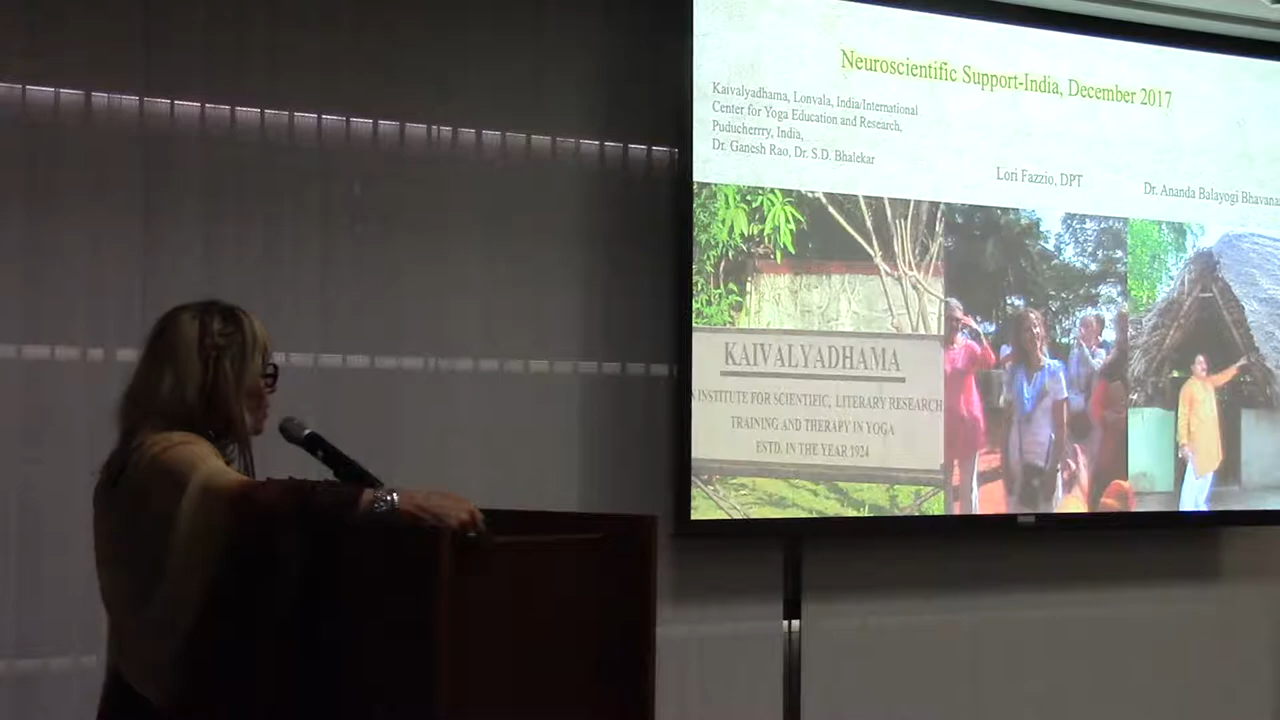 Neuroscientific Support-India, December 2017
Kaivalyadhama, Lonvala, India/International
Center for Yoga Education and Research,
Puducherrry, India,
Dr. Ganesh Rao, Dr. S.D. Bhalekar
Lori Fazzio, DPT
Dr. Ananda Balayogi
KAIVALYADHAMA
INSTITUTE FOR SCIENTIFIC, LITERARY RESEARCH
TRAINING AND THERAPY IN YOGA
ESTD. IN THE YEAR 1924